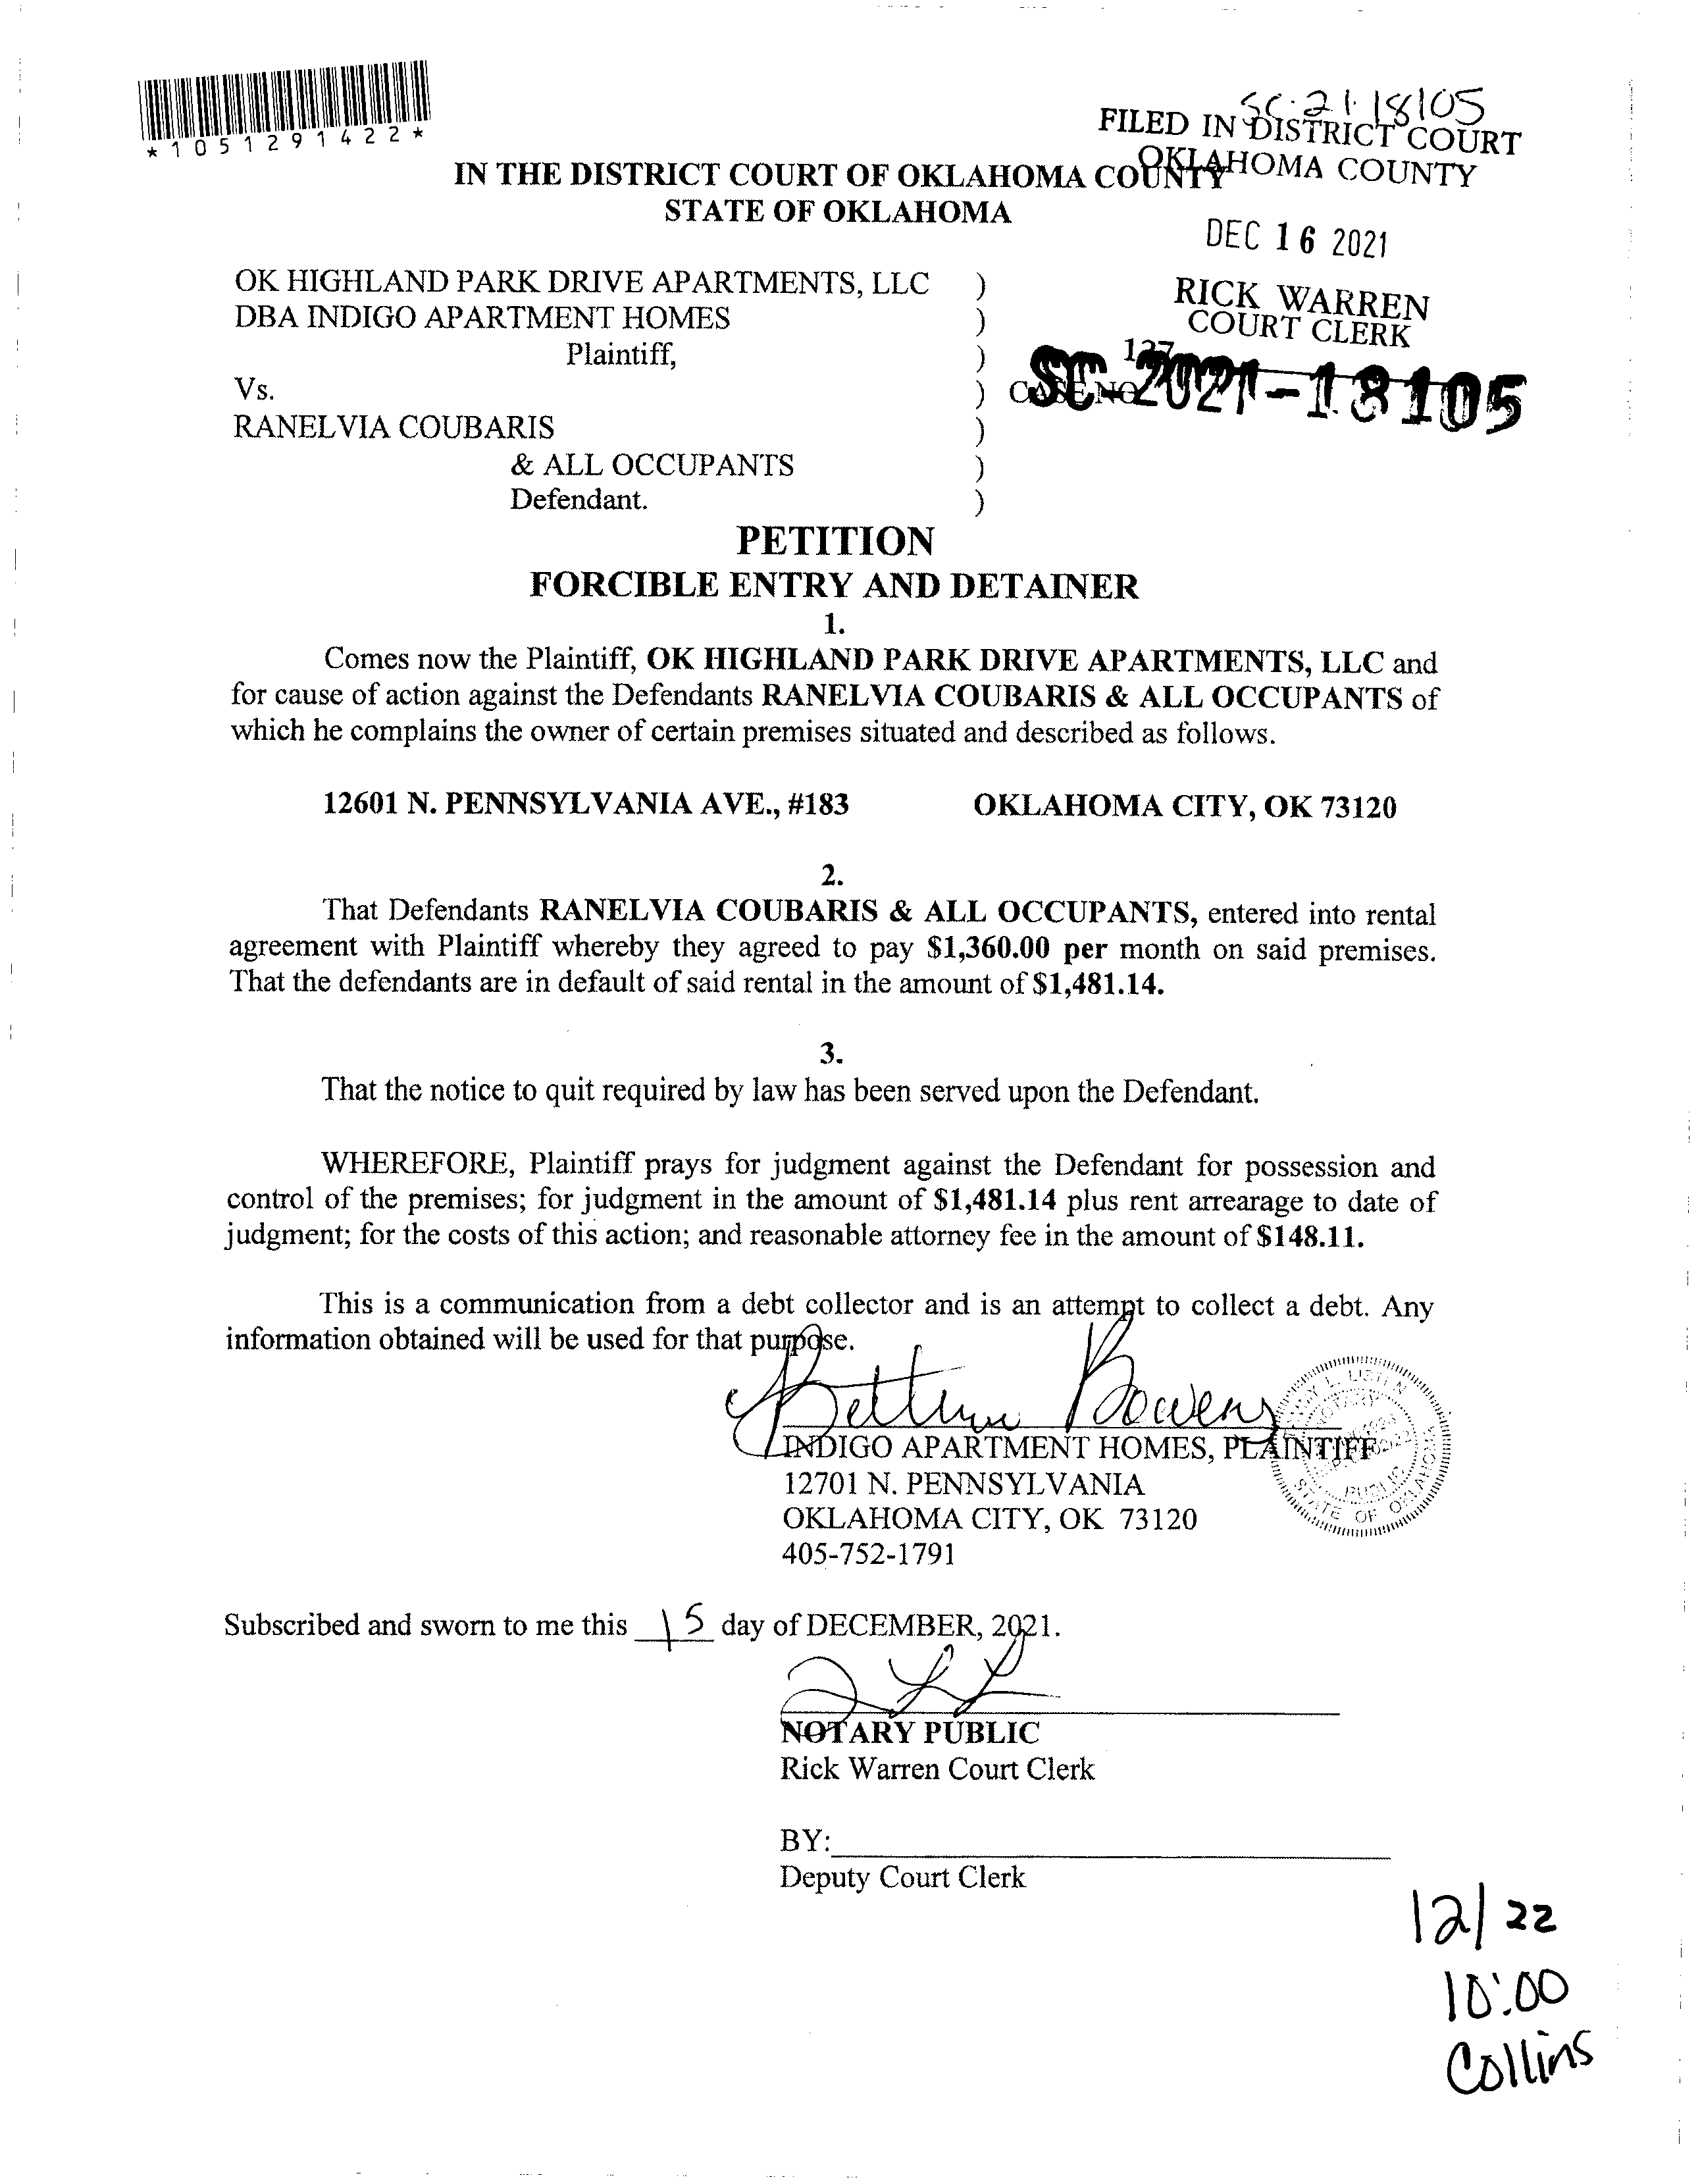 *1051291422*
SC-21-18105
FILED IN DISTRICT COURT
OKLAHOMA COUNTY
IN THE DISTRICT COURT OF OKLAHOMA COUNTY
STATE OF OKLAHOMA
DEC 16 2021
RICK WARREN
COURT CLERK
137
OK HIGHLAND PARK DRIVE APARTMENTS, LLC )
DBA INDIGO APARTMENT HOMES )
Plaintiff, )
Vs. ) CASE NO
SC-2021-18105
RANELVIA COUBARIS )
& ALL OCCUPANTS )
Defendant. )
PETITION
FORCIBLE ENTRY AND DETAINER
1.
Comes now the Plaintiff, OK HIGHLAND PARK DRIVE APARTMENTS, LLC and
for cause of action against the Defendants RANELVIA COUBARIS & ALL OCCUPANTS of
which he complains the owner of certain premises situated and described as follows.
12601 N. PENNSYLVANIA AVE., #183 OKLAHOMA CITY, OK 73120
2.
That Defendants RANELVIA COUBARIS & ALL OCCUPANTS, entered into rental
agreement with Plaintiff whereby they agreed to pay $1,360.00 per month on said premises.
That the defendants are in default of said rental in the amount of $1,481.14.
3.
That the notice to quit required by law has been served upon the Defendant.
WHEREFORE, Plaintiff prays for judgment against the Defendant for possession and
control of the premises; for judgment in the amount of $1,481.14 plus rent arrearage to date of
judgment; for the costs of this action; and reasonable attorney fee in the amount of $148.11.
This is a communication from a debt collector and is an attempt to collect a debt. Any
information obtained will be used for that purpose.
Bowens
INDIGO APARTMENT HOMES, PLAINTIFF
12701 N. PENNSYLVANIA
OKLAHOMA CITY, OK 73120
405-752-1791
L. LISTEN
NOTARY
PUBLIC
STATE OF OKLAHOMA
Subscribed and sworn to me this 15 day of DECEMBER, 2021.
NOTARY PUBLIC
Rick Warren Court Clerk
BY:
Deputy Court Clerk
12/22
10:00
Collins